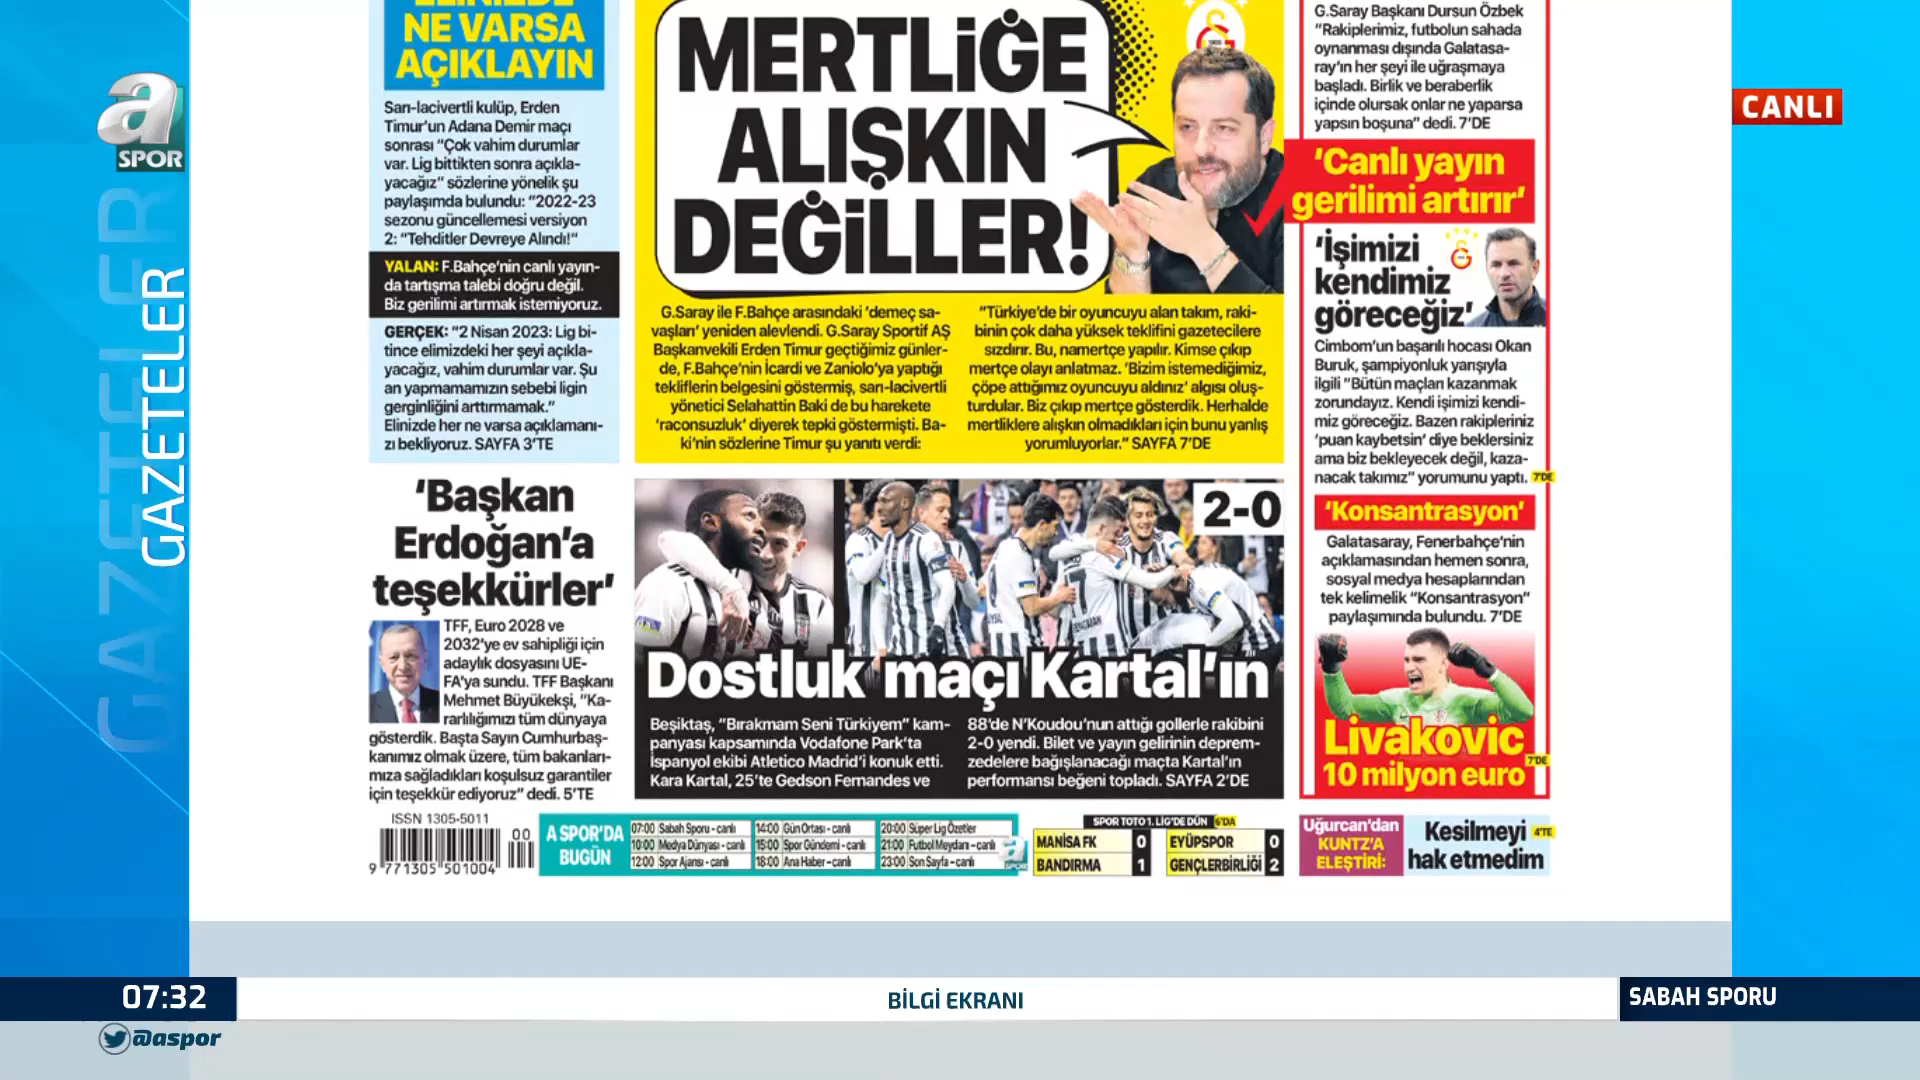 NE VARSA
AÇIKLAYIN
Sarı-lacivertli kulüp, Erden
Timur'un Adana Demir maçı
sonrası "Çok vahim durumlar
var. Lig bittikten sonra açıkla-
yacağız" sözlerine yönelik şu
paylaşımda bulundu: "2022-23
sezonu güncellemesi versiyon
2: "Tehditler Devreye Alındı!"
YALAN: F.Bahçe'nin canlı yayın-
da tartışma talebi doğru değil.
Biz gerilimi artırmak istemiyoruz.
GERÇEK: "2 Nisan 2023: Lig bi-
tince elimizdeki her şeyi açıkla-
yacağız, vahim durumlar var. Şu
an yapmamamızın sebebi ligin
gerginliğini arttırmamak."
Elinizde her ne varsa açıklamanı-
zı bekliyoruz. SAYFA 3'TE
MERTLİĞE
ALIŞKIN
DEĞİLLER!
G.Saray ile F.Bahçe arasındaki 'demeç sa-
vaşları' yeniden alevlendi. G.Saray Sportif AŞ
Başkanvekili Erden Timur geçtiğimiz günler-
de, F.Bahçe'nin İcardi ve Zaniolo'ya yaptığı
tekliflerin belgesini göstermiş, sarı-lacivertli
yönetici Selahattin Baki de bu harekete
'raconsuzluk' diyerek tepki göstermişti. Ba-
ki'nin sözlerine Timur şu yanıtı verdi:
"Türkiye'de bir oyuncuyu alan takım, raki-
binin çok daha yüksek teklifini gazetecilere
sızdırır. Bu, namertçe yapılır. Kimse çıkıp
mertçe olayı anlatmaz. 'Bizim istemediğimiz,
çöpe attığımız oyuncuyu aldınız' algısı oluş-
turdular. Biz çıkıp mertçe gösterdik. Herhalde
mertliklere alışkın olmadıkları için bunu yanlış
yorumluyorlar." SAYFA 7'DE
G.Saray Başkanı Dursun Özbek
"Rakiplerimiz, futbolun sahada
oynanması dışında Galatasa-
ray'ın her şeyi ile uğraşmaya
başladı. Birlik ve beraberlik
içinde olursak onlar ne yaparsa
yapsın boşuna" dedi. 7'DE
'Canlı yayın
gerilimi artırır'
'İşimizi
kendimiz
göreceğiz'
Cimbom'un başarılı hocası Okan
Buruk, şampiyonluk yarışıyla
ilgili "Bütün maçları kazanmak
zorundayız. Kendi işimizi kendi-
miz göreceğiz. Bazen rakipleriniz
'puan kaybetsin' diye beklersiniz
ama biz bekleyecek değil, kaza-
nacak takımız" yorumunu yaptı. 7'DE
'Konsantrasyon'
Galatasaray, Fenerbahçe'nin
açıklamasından hemen sonra,
sosyal medya hesaplarından
tek kelimelik "Konsantrasyon"
paylaşımında bulundu. 7'DE
Livakovic
10 milyon euro 7'DE
'Başkan
Erdoğan'a
teşekkürler'
TFF, Euro 2028 ve
2032'ye ev sahipliği için
adaylık dosyasını UE-
FA'ya sundu. TFF Başkanı
Mehmet Büyükekşi, "Ka-
rarlılığımızı tüm dünyaya
gösterdik. Başta Sayın Cumhurbaş-
kanımız olmak üzere, tüm bakanları-
mıza sağladıkları koşulsuz garantiler
için teşekkür ediyoruz" dedi. 5'TE
2-0
Dostluk maçı Kartal'ın
Beşiktaş, "Bırakmam Seni Türkiyem" kam-
panyası kapsamında Vodafone Park'ta
İspanyol ekibi Atletico Madrid'i konuk etti.
Kara Kartal, 25'te Gedson Fernandes ve
88'de N'Koudou'nun attığı gollerle rakibini
2-0 yendi. Bilet ve yayın gelirinin deprem-
zedelere bağışlanacağı maçta Kartal'ın
performansı beğeni topladı. SAYFA 2'DE
ISSN 1305-5011
00
9 771305 501004
A SPOR'DA
BUGÜN
07:00 Sabah Sporu - canlı
10:00 Medya Dünyası - canlı
12:00 Spor Ajansı - canlı
14:00 Gün Ortası - canlı
15:00 Spor Gündemi - canlı
18:00 Ana Haber - canlı
20:00 Süper Lig Özetler
21:00 Futbol Meydanı - canlı
23:00 Son Sayfa - canlı
SPOR TOTO 1. LİG'DE DÜN 6'DA
MANİSA FK 0
BANDIRMA 1
EYÜPSPOR 0
GENÇLERBİRLİĞİ 2
Uğurcan'dan
KUNTZ'A
ELEŞTİRİ:
Kesilmeyi 4'TE
hak etmedim
a
SPOR
GAZETELER
GAZETELER
CANLI
07:32
BİLGİ EKRANI
SABAH SPORU
@aspor